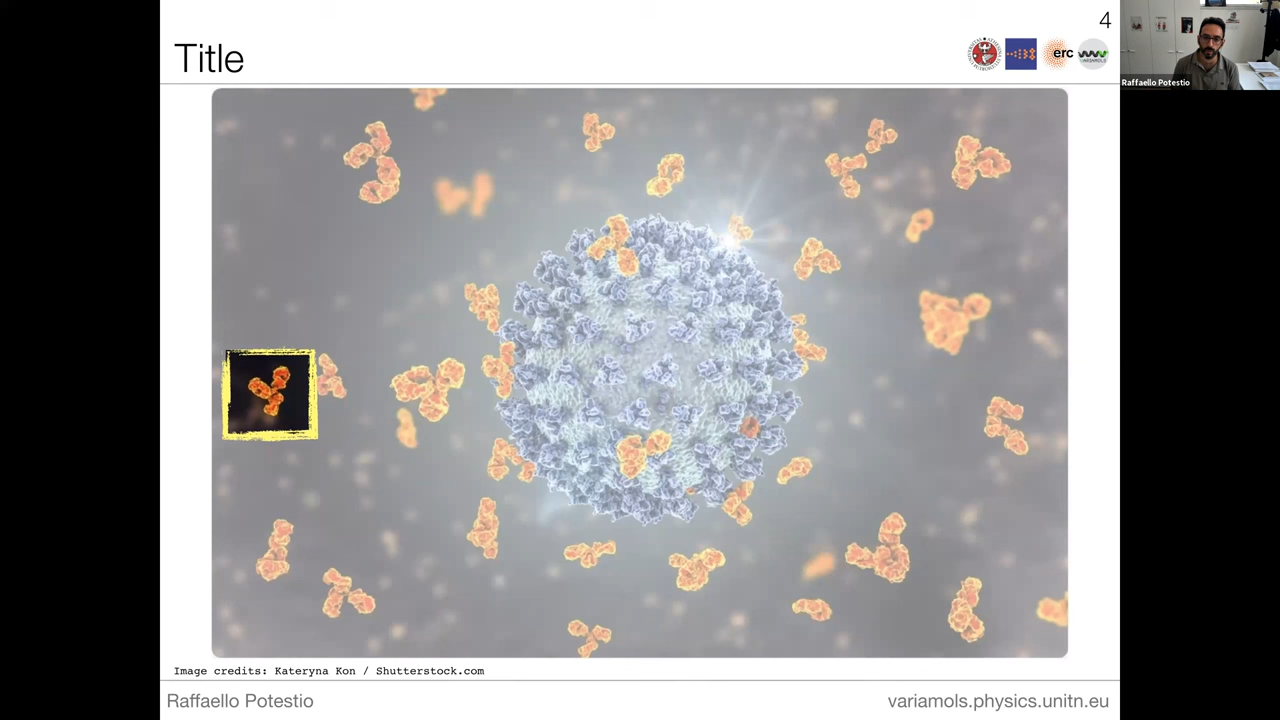 4
Title
erc
Raffaello Potestio
Image credits: Kateryna Kon / Shutterstock.com
Raffaello Potestio
variamols.physics.unitn.eu